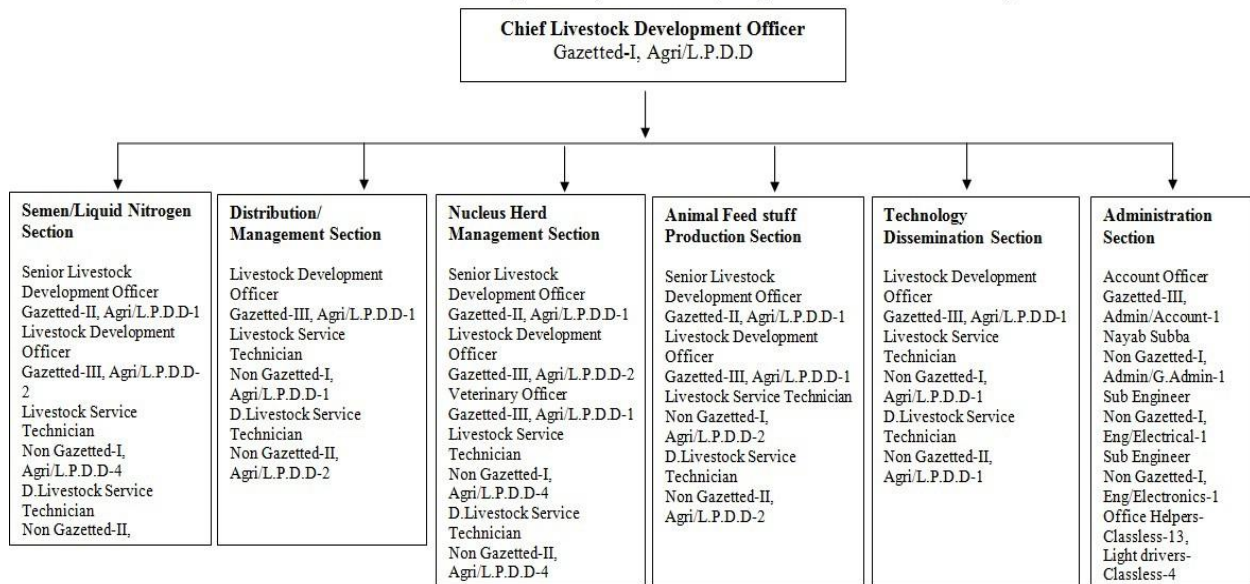 Chief Livestock Development Officer
Gazetted-I, Agri/L.P.D.D
Semen/Liquid Nitrogen
Section
Senior Livestock
Development Officer
Gazetted-II, Agri/L.P.D.D-1
Livestock Development
Officer
Gazetted-III, Agri/L.P.D.D-
2
Livestock Service
Technician
Non Gazetted-I,
Agri/L.P.D.D-4
D.Livestock Service
Technician
Non Gazetted-II,
Distribution/
Management Section
Livestock Development
Officer
Gazetted-III, Agri/L.P.D.D-1
Livestock Service
Technician
Non Gazetted-I,
Agri/L.P.D.D-1
D.Livestock Service
Technician
Non Gazetted-II,
Agri/L.P.D.D-2
Nucleus Herd
Management Section
Senior Livestock
Development Officer
Gazetted-II, Agri/L.P.D.D-1
Livestock Development
Officer
Gazetted-III, Agri/L.P.D.D-2
Veterinary Officer
Gazetted-III, Agri/L.P.D.D-1
Livestock Service
Technician
Non Gazetted-I,
Agri/L.P.D.D-4
D.Livestock Service
Technician
Non Gazetted-II,
Agri/L.P.D.D-4
Animal Feed stuff
Production Section
Senior Livestock
Development Officer
Gazetted-II, Agri/L.P.D.D-1
Livestock Development
Officer
Gazetted-III, Agri/L.P.D.D-1
Livestock Service Technician
Non Gazetted-I,
Agri/L.P.D.D-2
D.Livestock Service
Technician
Non Gazetted-II,
Agri/L.P.D.D-2
Technology
Dissemination Section
Livestock Development
Officer
Gazetted-III, Agri/L.P.D.D-1
Livestock Service
Technician
Non Gazetted-I,
Agri/L.P.D.D-1
D.Livestock Service
Technician
Non Gazetted-II,
Agri/L.P.D.D-1
Administration
Section
Account Officer
Gazetted-III,
Admin/Account-1
Nayab Subba
Non Gazetted-I,
Admin/G.Admin-1
Sub Engineer
Non Gazetted-I,
Eng/Electrical-1
Sub Engineer
Non Gazetted-I,
Eng/Electronics-1
Office Helpers-
Classless-13,
Light drivers-
Classless-4